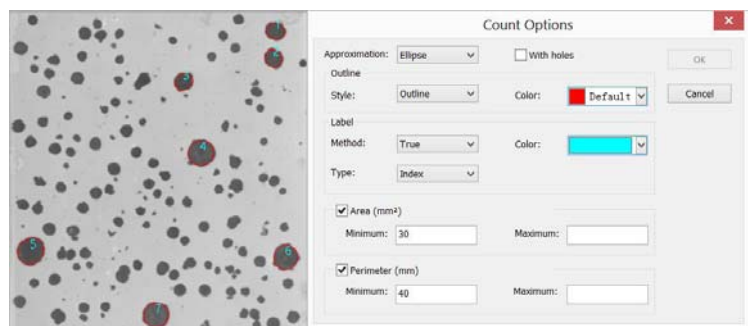 1
2
3
4
5
6
7
Count Options
Approximation: Ellipse With holes OK
Outline
Style: Outline Color: Default Cancel
Label
Method: True Color:
Type: Index
Area (mm²)
Minimum: 30 Maximum:
Perimeter (mm)
Minimum: 40 Maximum: